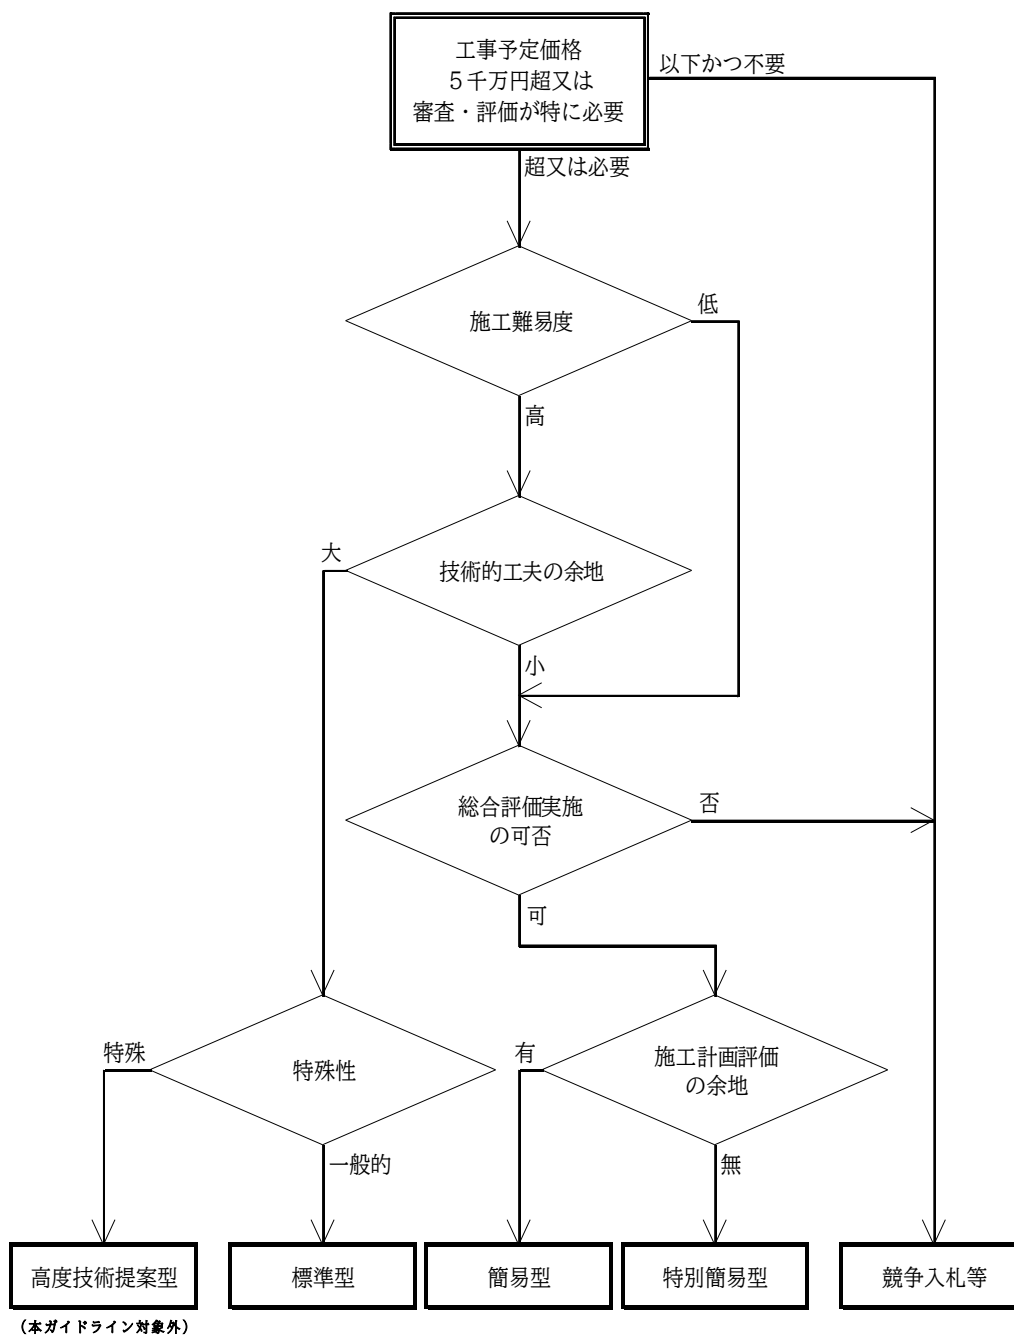 工事予定価格
５千万円超又は
審査・評価が特に必要
以下かつ不要
超又は必要
施工難易度
低
高
技術的工夫の余地
大
小
総合評価実施
の可否
否
可
特殊性
特殊
一般的
施工計画評価
の余地
有
無
高度技術提案型
標準型
簡易型
特別簡易型
競争入札等
(本ガイドライン対象外)